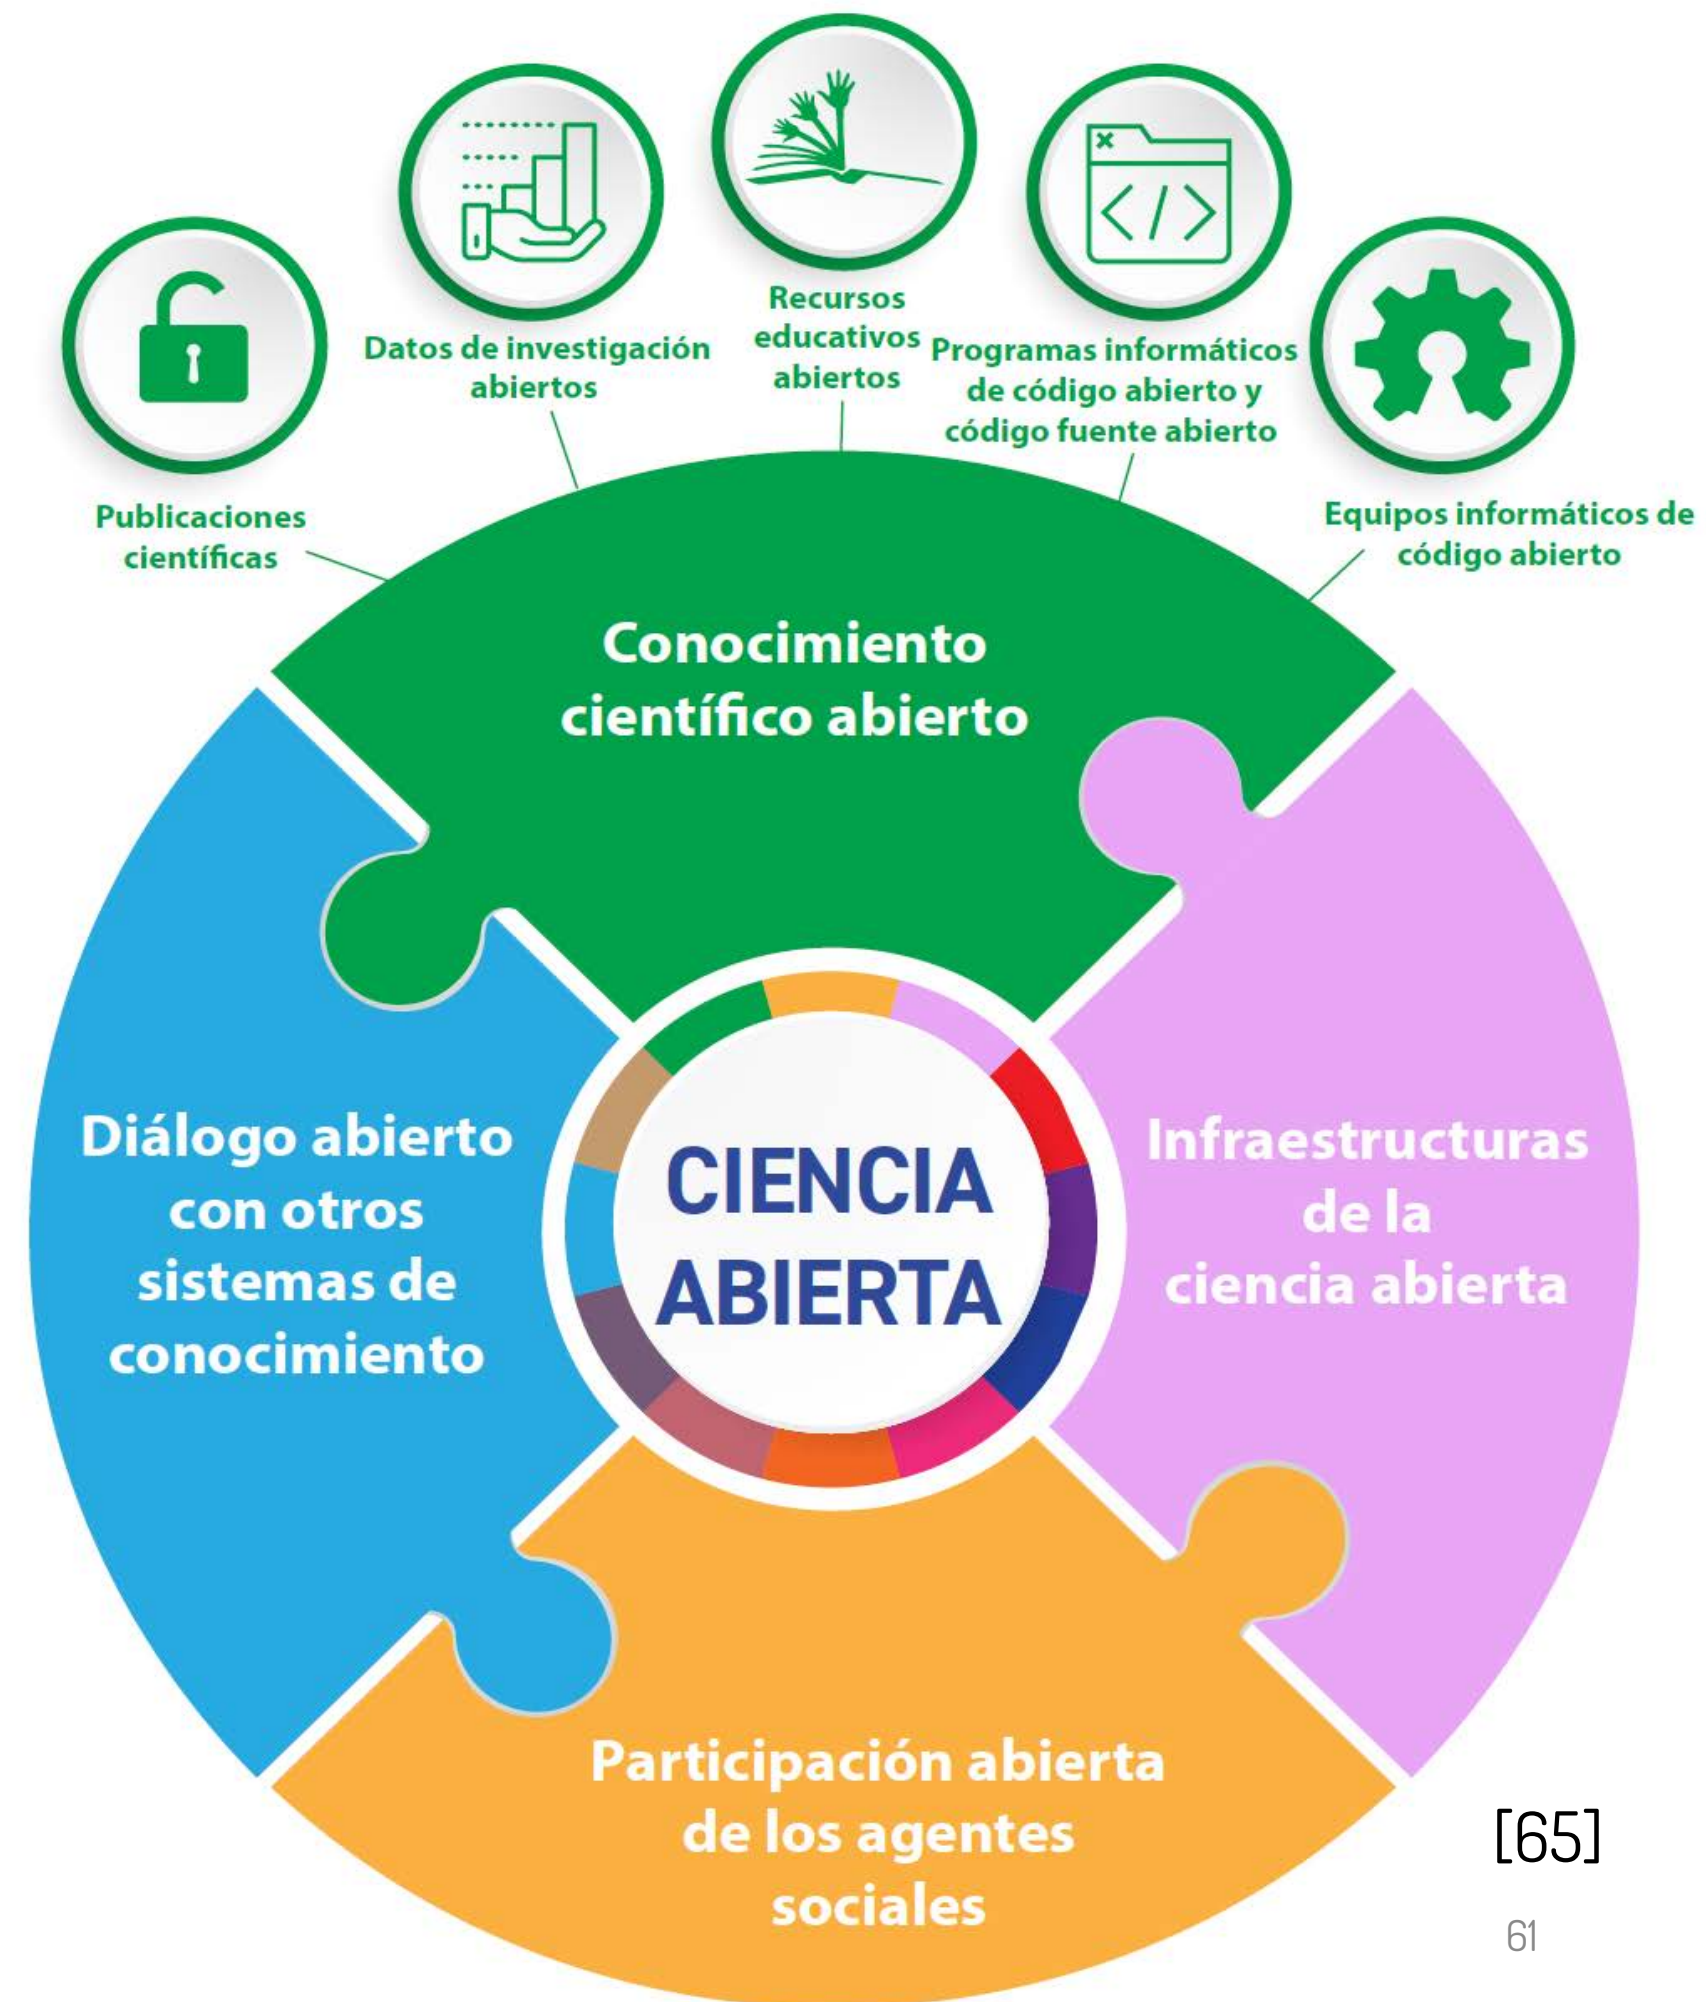 Recursos
educativos
abiertos
Datos de investigación
abiertos
Programas informáticos
de código abierto y
código fuente abierto
Publicaciones
científicas
Equipos informáticos de
código abierto
Conocimiento
científico abierto
Diálogo abierto
con otros
sistemas de
conocimiento
CIENCIA
ABIERTA
Infraestructuras
de la
ciencia abierta
Participación abierta
de los agentes
sociales
[65]
61